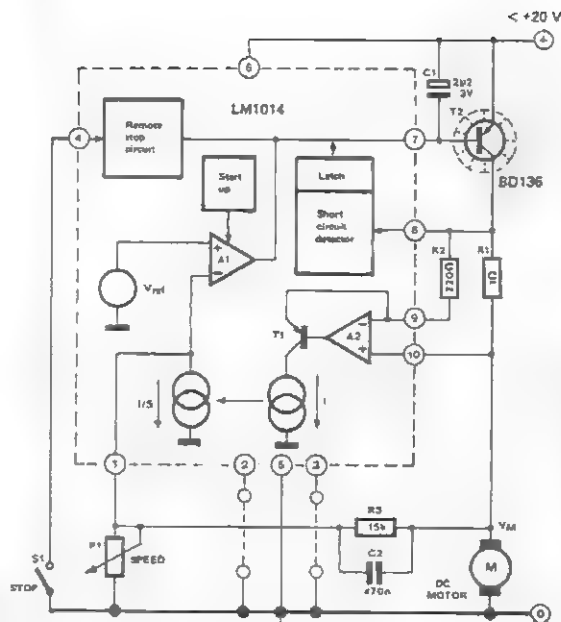 < +20 V
+
6
C1
2µ2
3V
LM1014
T2
4
Remote
stop
circuit
7
BD136
Latch
Start
up
Short
circuit
detector
8
R2
220Ω
R1
1Ω
+
A1
−
Vref
9
T1
−
A2
+
10
I/5
I
1
2
5
3
R3
15k
VM
S1
STOP
P1
SPEED
C2
470n
DC
MOTOR
M
0